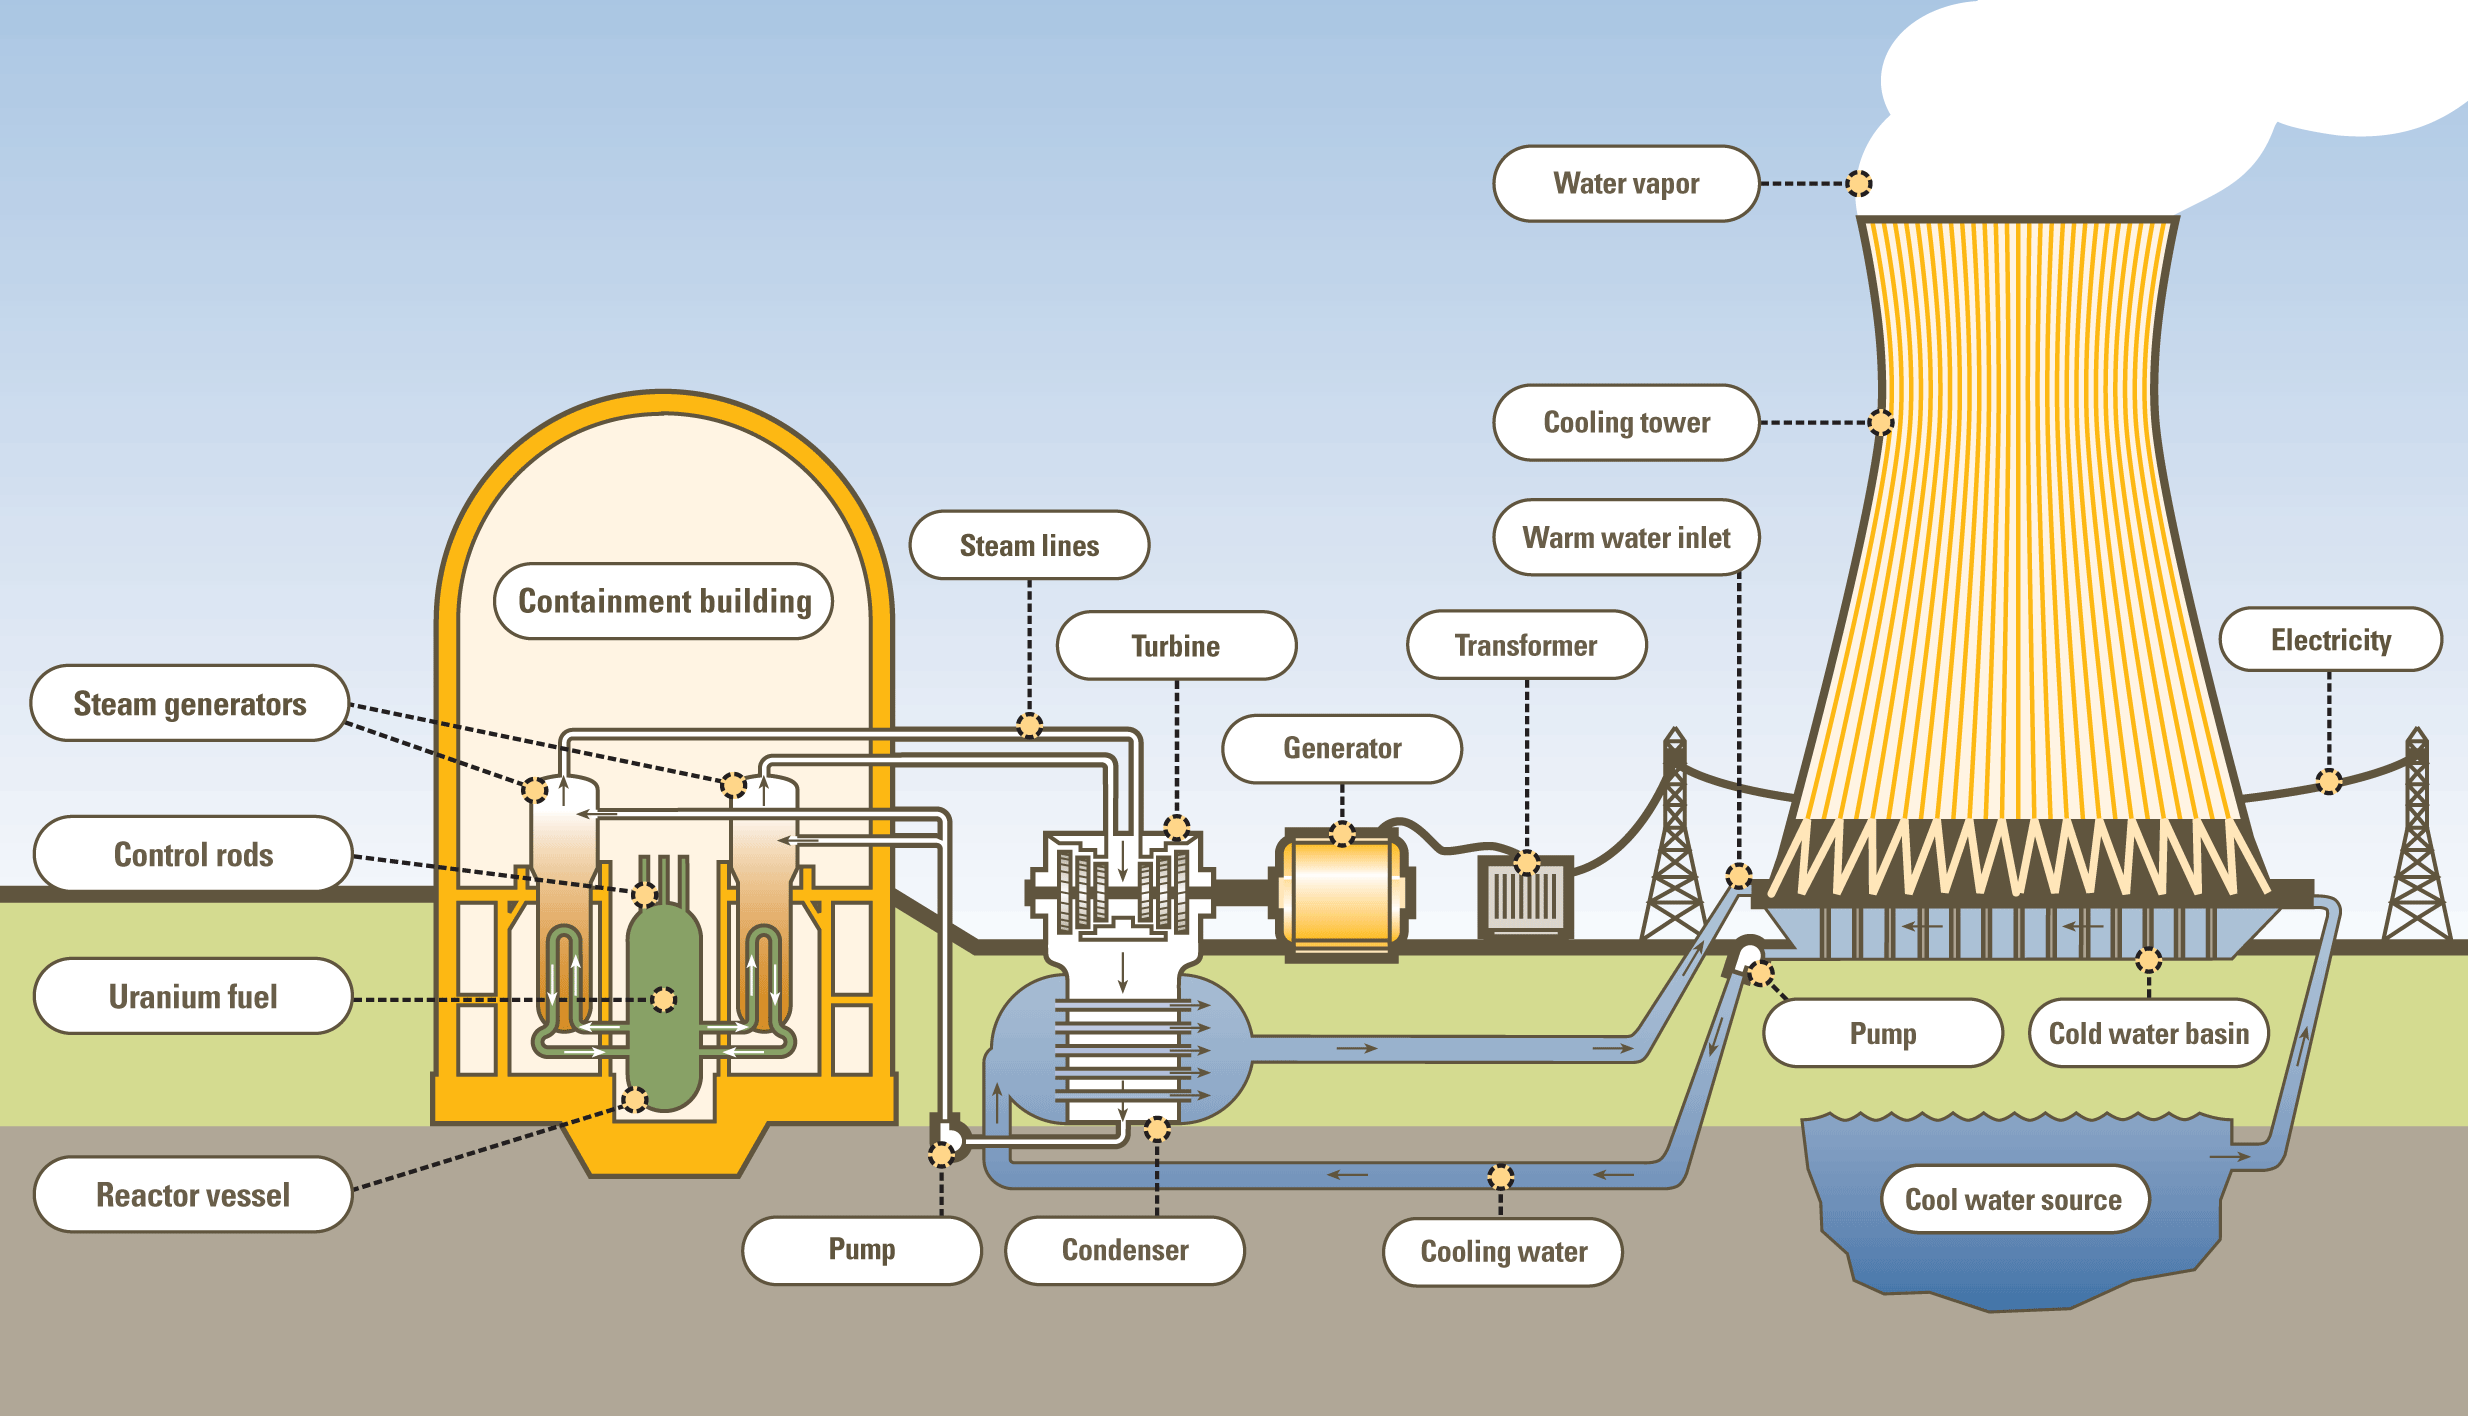 Water vapor
Cooling tower
Warm water inlet
Steam lines
Containment building
Turbine
Transformer
Electricity
Steam generators
Generator
Control rods
Uranium fuel
Pump
Cold water basin
Reactor vessel
Cool water source
Pump
Condenser
Cooling water